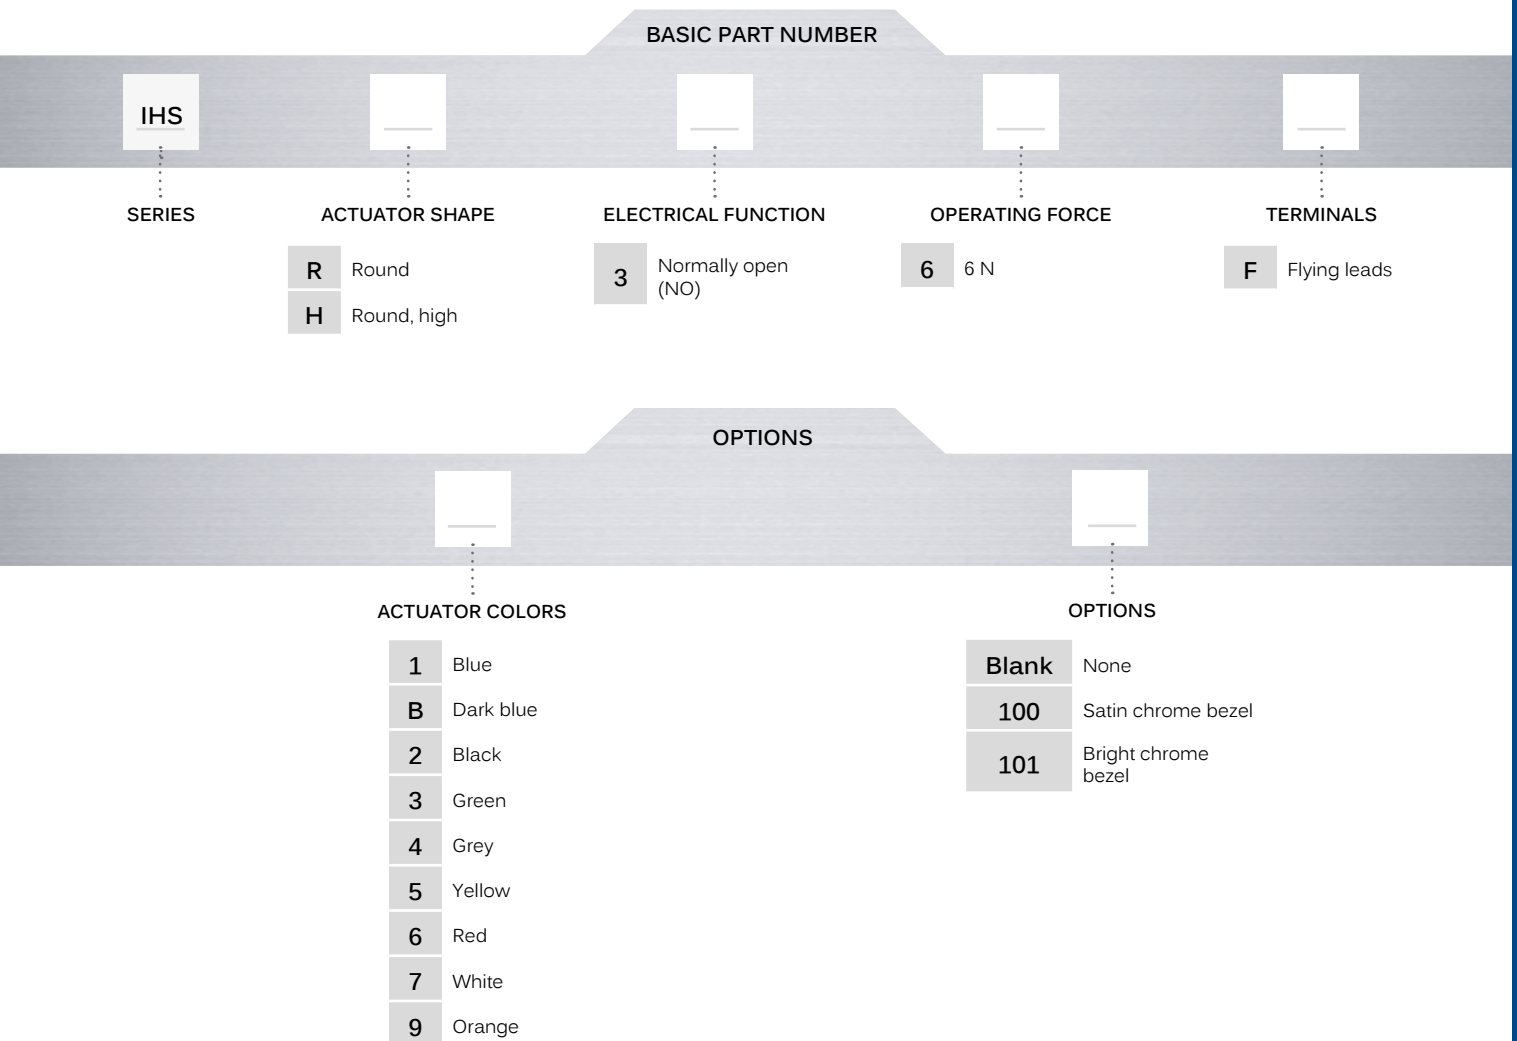 BASIC PART NUMBER
IHS
SERIES
ACTUATOR SHAPE
R Round
H Round, high
ELECTRICAL FUNCTION
3 Normally open
(NO)
OPERATING FORCE
6 6 N
TERMINALS
F Flying leads
OPTIONS
ACTUATOR COLORS
1 Blue
B Dark blue
2 Black
3 Green
4 Grey
5 Yellow
6 Red
7 White
9 Orange
OPTIONS
Blank None
100 Satin chrome bezel
101 Bright chrome
bezel